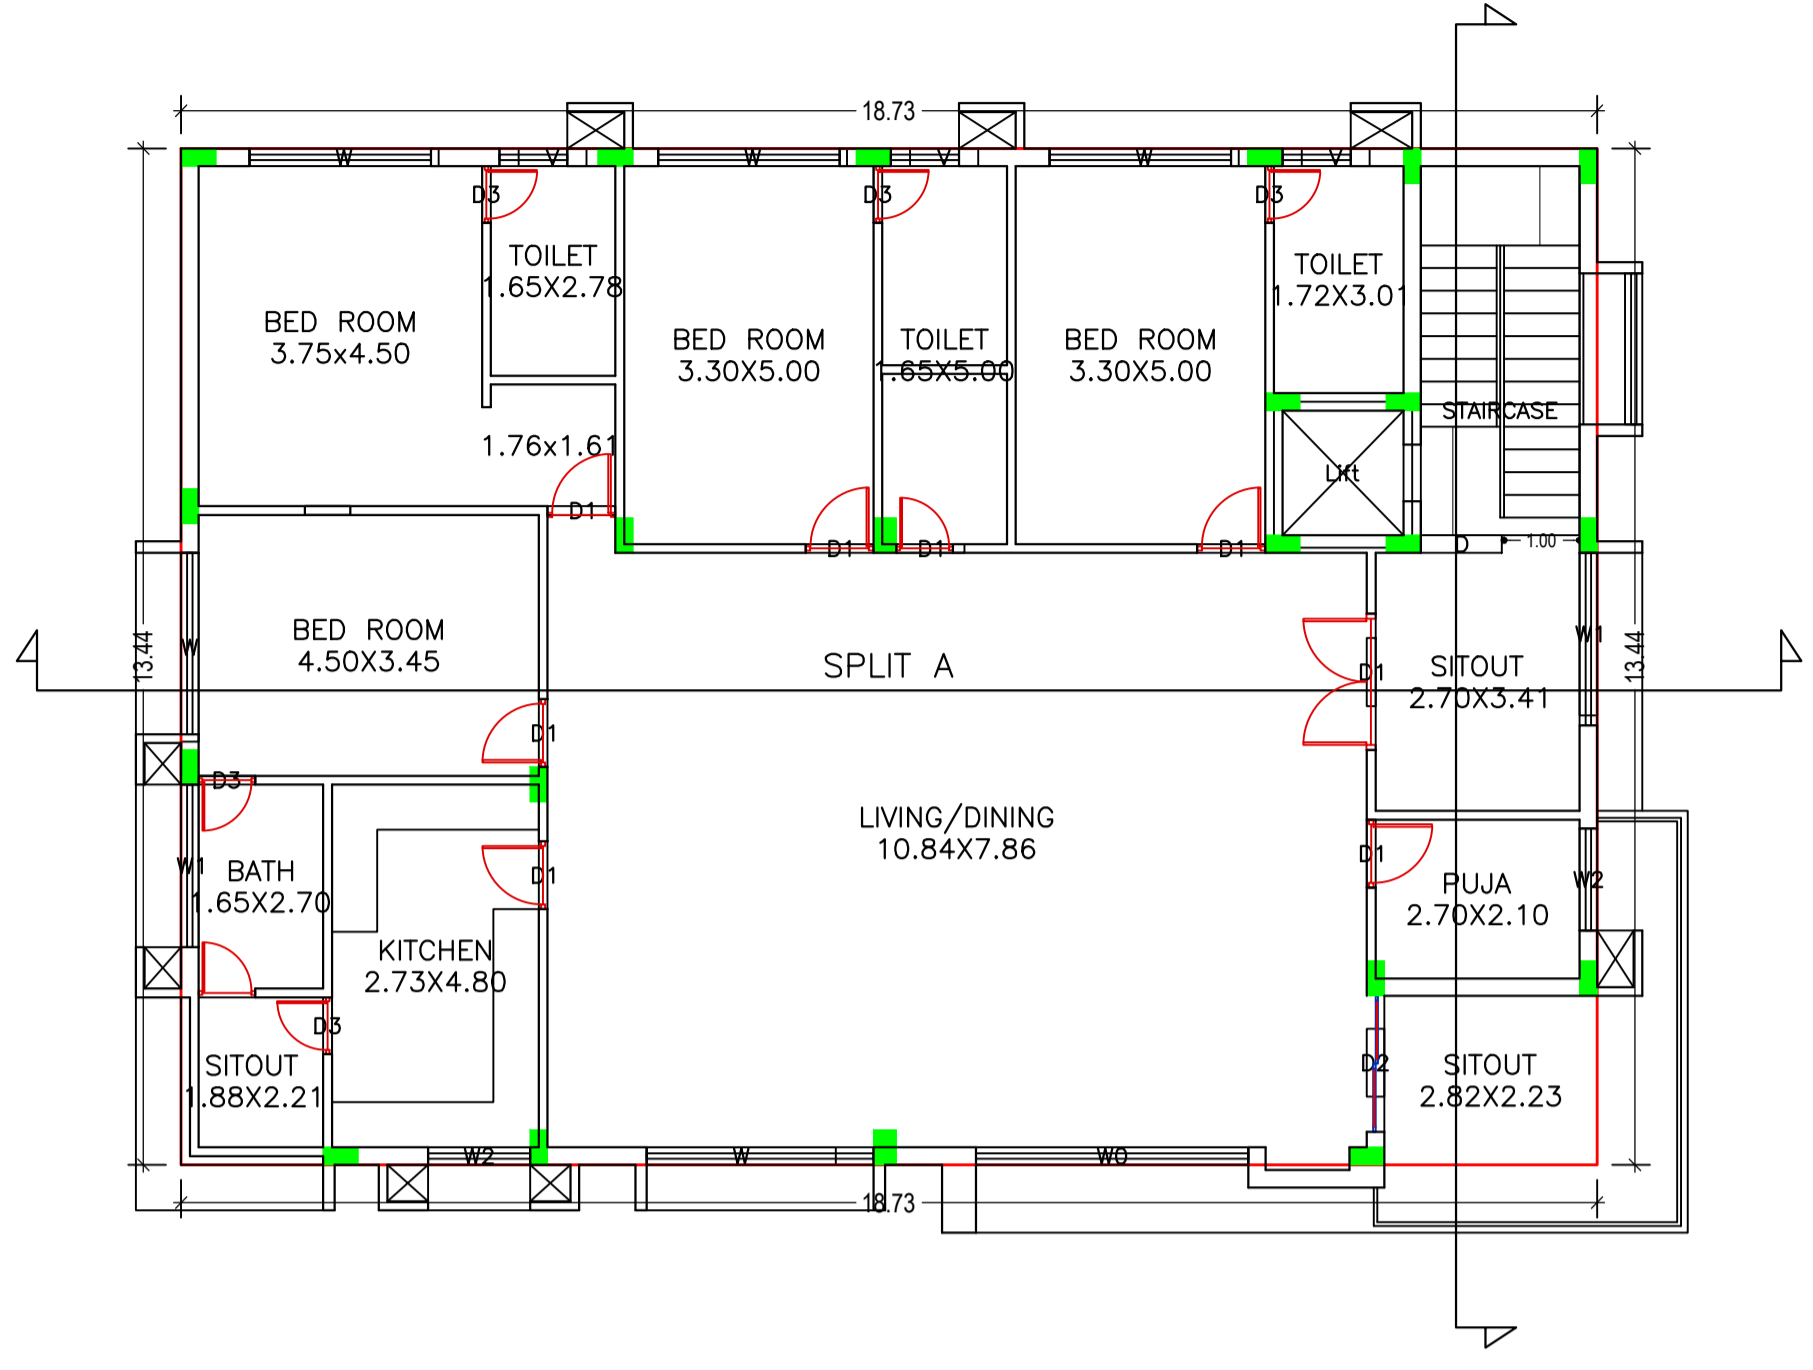 18.73
W
V
W
V
W
V
D3
D3
D3
TOILET
1.65X2.78
TOILET
1.72X3.01
BED ROOM
3.75x4.50
BED ROOM
3.30X5.00
TOILET
1.65X5.00
BED ROOM
3.30X5.00
STAIRCASE
1.76x1.61
Lift
D1
D1
D1
D1
D
1.00
13.44
W
BED ROOM
4.50X3.45
SPLIT A
D1
SITOUT
2.70X3.41
W1
13.44
D1
D3
LIVING/DINING
10.84X7.86
W1
BATH
1.65X2.70
D1
D1
PUJA
2.70X2.10
W2
KITCHEN
2.73X4.80
D3
SITOUT
1.88X2.21
D2
SITOUT
2.82X2.23
W2
W
WO
18.73